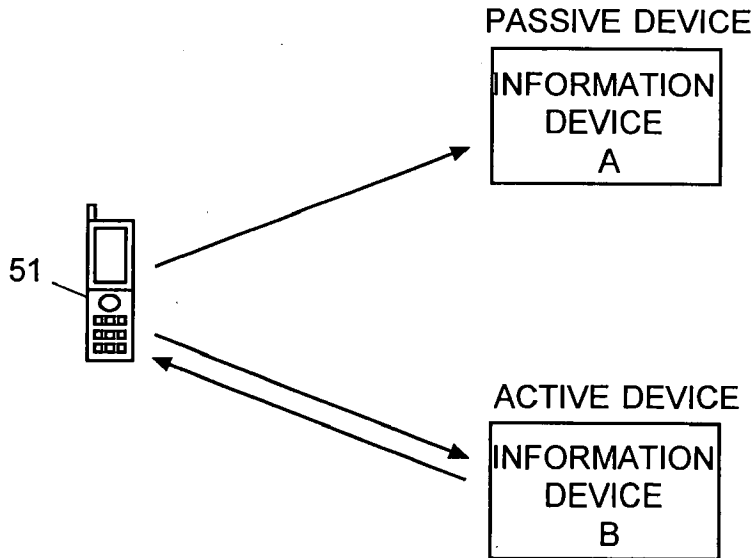 PASSIVE DEVICE
INFORMATION
DEVICE
A
51
ACTIVE DEVICE
INFORMATION
DEVICE
B